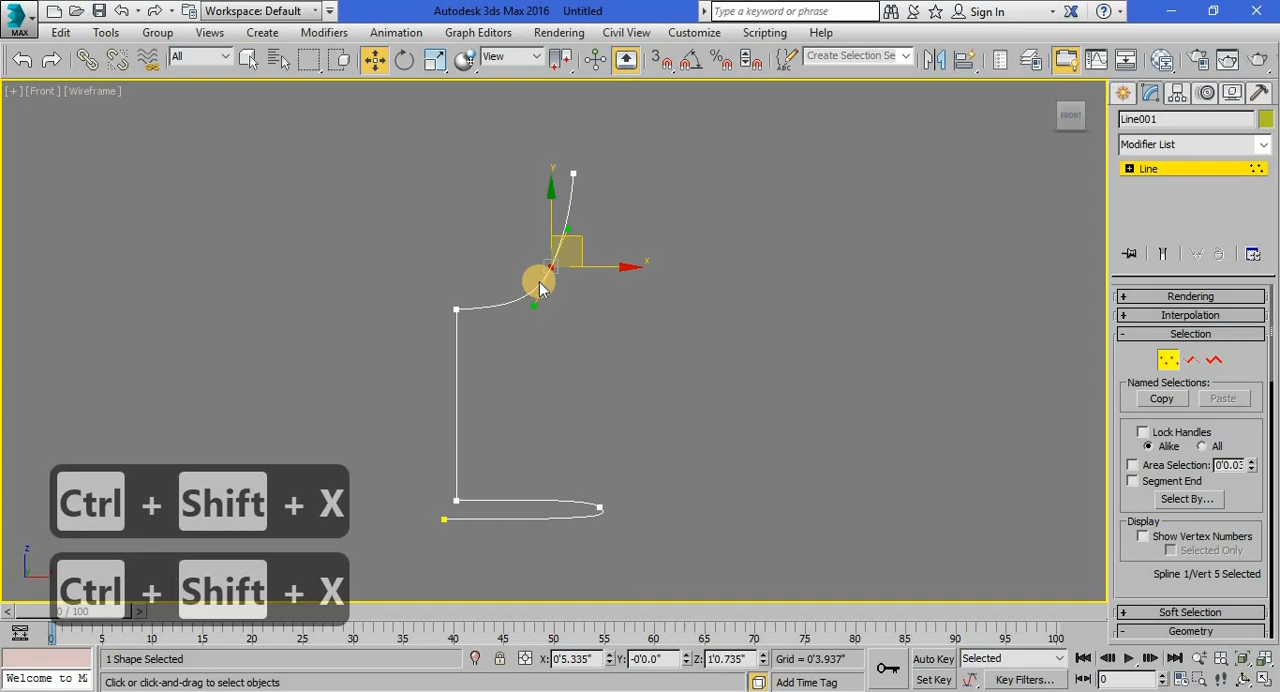 Workspace: Default
Autodesk 3ds Max 2016 Untitled
Type a keyword or phrase
Sign In
MAX
Edit Tools Group Views Create Modifiers Animation Graph Editors Rendering Civil View Customize Scripting Help
All
View
Create Selection Se
[+] [Front] [Wireframe]
FRONT
Line001
Modifier List
Line
y
x
Rendering
Interpolation
Selection
Named Selections:
Copy Paste
Lock Handles
Alike All
Area Selection: 0'0.03
Segment End
Select By...
Display
Show Vertex Numbers
Selected Only
Spline 1/Vert 5 Selected
Soft Selection
Geometry
Ctrl + Shift + X
Ctrl + Shift + X
z
0 / 100
0 5 10 15 20 25 30 35 40 45 50 55 60 65 70 75 80 85 90 95 100
1 Shape Selected
X: 0'5.335" Y: -0'0.0" Z: 1'0.735" Grid = 0'3.937"
Auto Key Selected
Welcome to M
Click or click-and-drag to select objects
Add Time Tag
Set Key Key Filters...
0